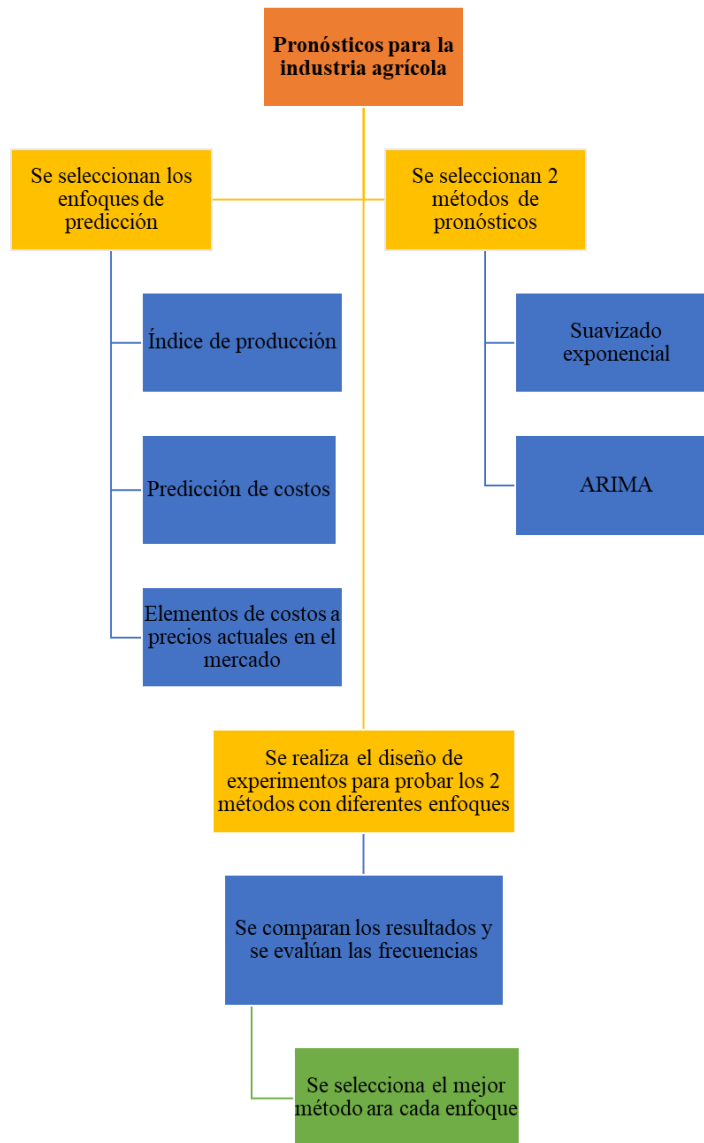 Pronósticos para la
industria agrícola
Se seleccionan los
enfoques de
predicción
Se seleccionan 2
métodos de
pronósticos
Índice de producción
Predicción de costos
Elementos de costos a
precios actuales en el
mercado
Suavizado
exponencial
ARIMA
Se realiza el diseño de
experimentos para probar los 2
métodos con diferentes enfoques
Se comparan los resultados y
se evalúan las frecuencias
Se selecciona el mejor
método ara cada enfoque